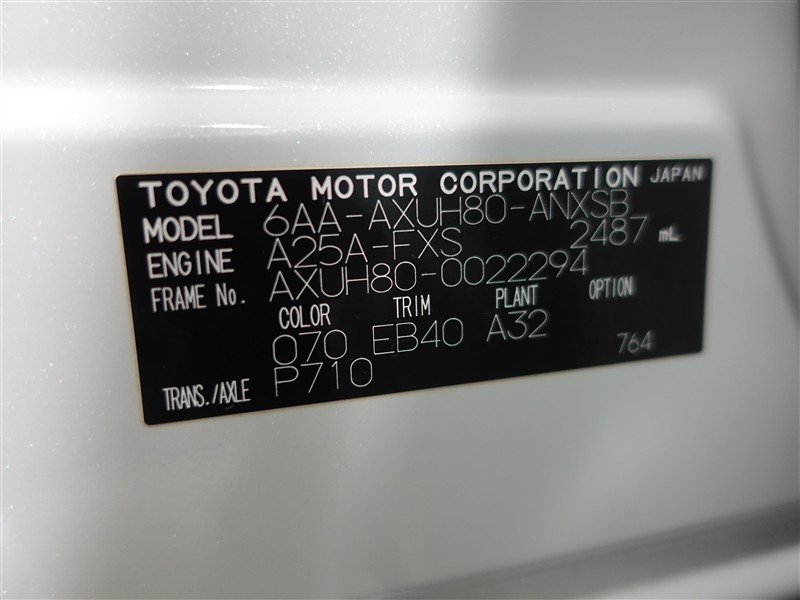 TOYOTA MOTOR CORPORATION JAPAN
MODEL 6AA-AXUH80-ANXSB
ENGINE A25A-FXS 2487 mL
FRAME No. AXUH80-0022294
COLOR TRIM PLANT OPTION
070 EB40 A32 764
TRANS./AXLE P710